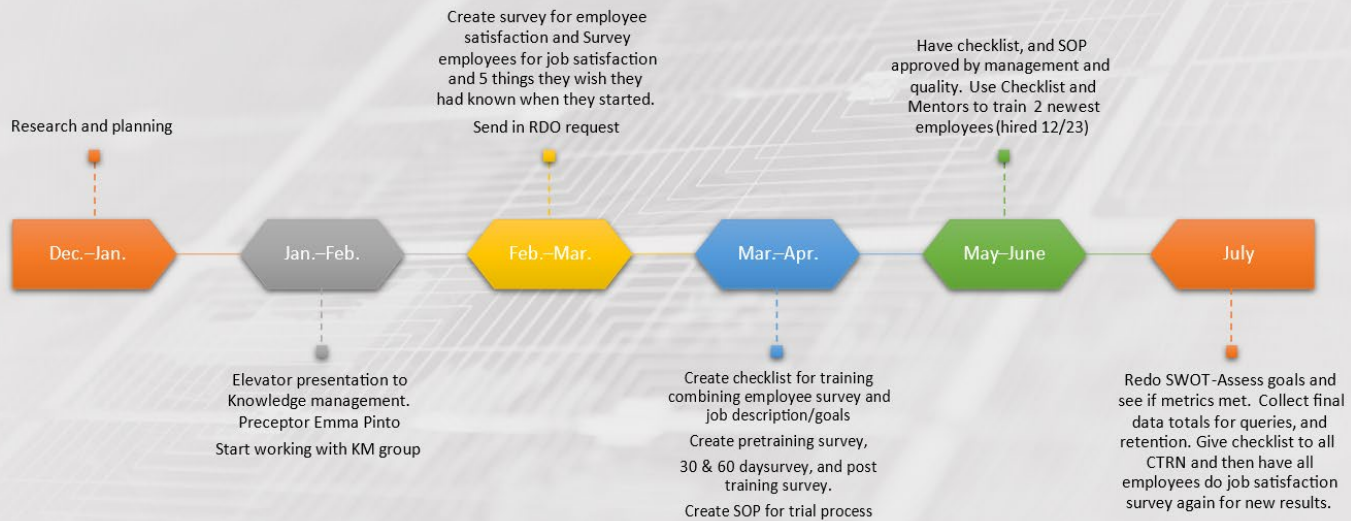 Research and planning
Dec.–Jan.
Jan.–Feb.
Elevator presentation to
Knowledge management.
Preceptor Emma Pinto
Start working with KM group
Create survey for employee
satisfaction and Survey
employees for job satisfaction
and 5 things they wish they
had known when they started.
Send in RDO request
Feb.–Mar.
Mar.–Apr.
Create checklist for training
combining employee survey and
job description/goals
Create pretraining survey,
30 & 60 daysurvey, and post
training survey.
Create SOP for trial process
Have checklist, and SOP
approved by management and
quality. Use Checklist and
Mentors to train 2 newest
employees (hired 12/23)
May–June
July
Redo SWOT-Assess goals and
see if metrics met. Collect final
data totals for queries, and
retention. Give checklist to all
CTRN and then have all
employees do job satisfaction
survey again for new results.